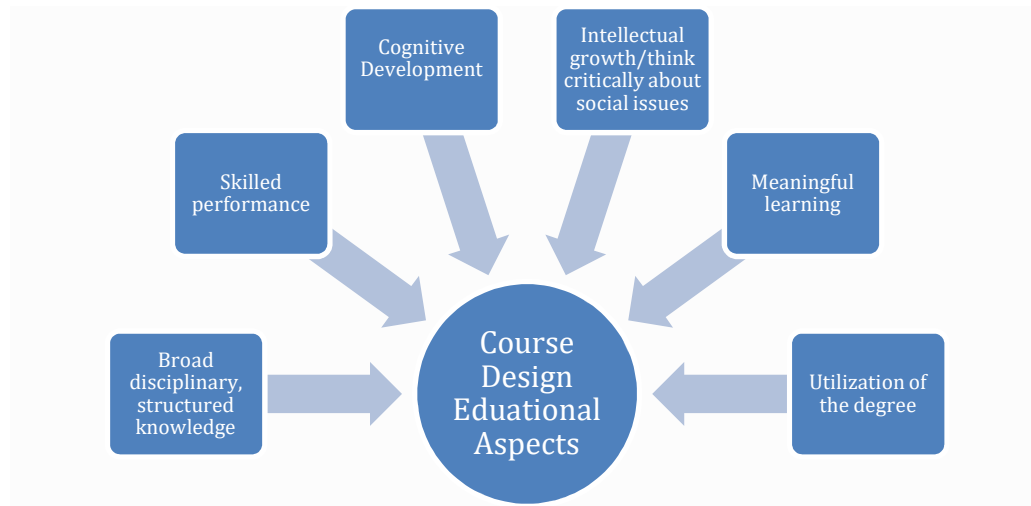 Cognitive
Development
Intellectual
growth/think
critically about
social issues
Skilled
performance
Meaningful
learning
Broad
disciplinary,
structured
knowledge
Course
Design
Eduational
Aspects
Utilization of
the degree